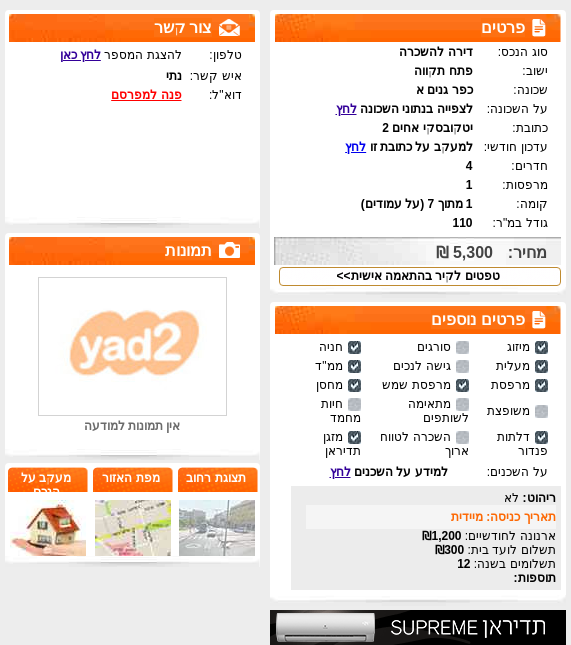 פרטים
סוג הנכס: דירה להשכרה
ישוב: פתח תקווה
שכונה: כפר גנים א
על השכונה: לצפייה בנתוני השכונה לחץ
כתובת: יטקובסקי אחים 2
עדכון חודשי: למעקב על כתובת זו לחץ
חדרים: 4
מרפסות: 1
קומה: 1 מתוך 7 (על עמודים)
גודל במ"ר: 110
מחיר: 5,300 ₪
טפטים לקיר בהתאמה אישית>>
פרטים נוספים
מיזוג סורגים חניה
מעלית גישה לנכים ממ"ד
מרפסת מרפסת שמש מחסן
משופצת מתאימה לשותפים חיות מחמד
דלתות פנדור השכרה לטווח ארוך מזגן תדיראן
על השכנים: למידע על השכנים לחץ
ריהוט: לא
תאריך כניסה: מיידית
ארנונה לחודשיים: 1,200₪
תשלום לועד בית: 300₪
תשלומים בשנה: 12
תוספות:
תדיראן SUPREME
צור קשר
טלפון: להצגת המספר לחץ כאן
איש קשר: נתי
דוא"ל: פנה למפרסם
תמונות
yad2
אין תמונות למודעה
תצוגת רחוב
מפת האזור
מעקב על
הנכס